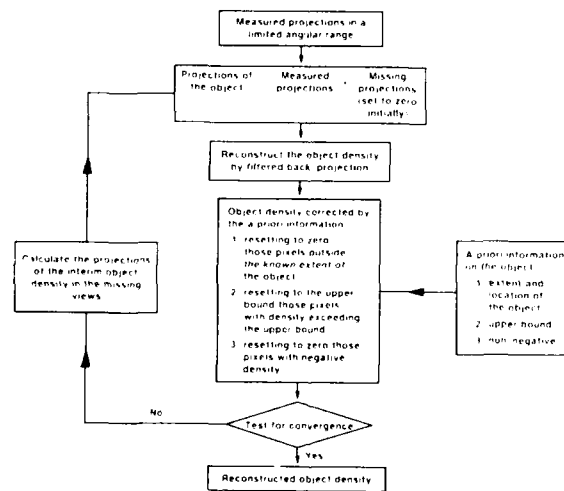 Measured projections in a
limited angular range
Projections of
the object
Measured
projections
Missing
projections
(set to zero
initially)
Reconstruct the object density
by filtered back projection
Object density corrected by
the a priori information
1 resetting to zero
those pixels outside
the known extent of
the object
2 resetting to the upper
bound those pixels
with density exceeding
the upper bound
3 resetting to zero those
pixels with negative
density
Calculate the projections
of the interim object
density in the missing
views
A priori information
on the object
1 extent and
location of
the object
2 upper bound
3 non negative
No
Test for convergence
Yes
Reconstructed object density